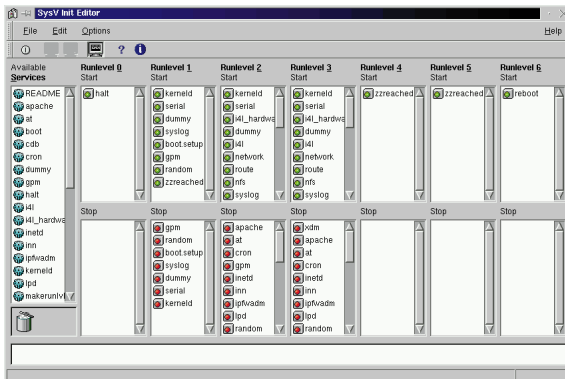 SysV Init Editor
File Edit Options Help
Available Services
README
apache
at
boot
cdb
cron
dummy
gpm
halt
i4l
i4l_hardwa
inetd
inn
ipfwadm
kerneld
lpd
makerunlvl
Runlevel 0
Start
halt
Stop
Runlevel 1
Start
kerneld
serial
dummy
syslog
boot.setup
gpm
random
zzreached
Stop
gpm
random
boot.setup
syslog
dummy
serial
kerneld
Runlevel 2
Start
kerneld
serial
i4l_hardwa
dummy
i4l
network
route
nfs
syslog
Stop
apache
at
cron
gpm
inetd
inn
ipfwadm
lpd
random
Runlevel 3
Start
kerneld
serial
i4l_hardwa
dummy
i4l
network
route
nfs
syslog
Stop
xdm
apache
at
cron
inetd
inn
ipfwadm
lpd
random
Runlevel 4
Start
zzreached
Stop
Runlevel 5
Start
zzreached
Stop
Runlevel 6
Start
reboot
Stop